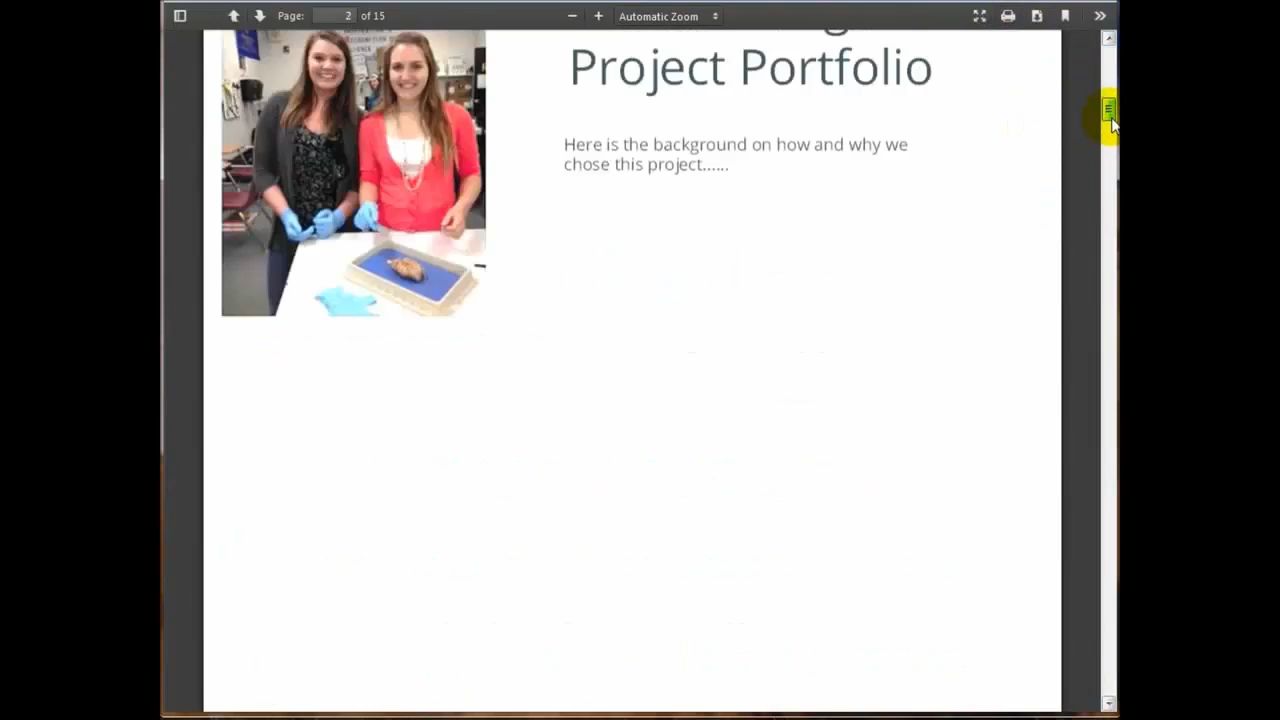 Page: 2 of 15
Automatic Zoom
Project Portfolio
Here is the background on how and why we
chose this project......